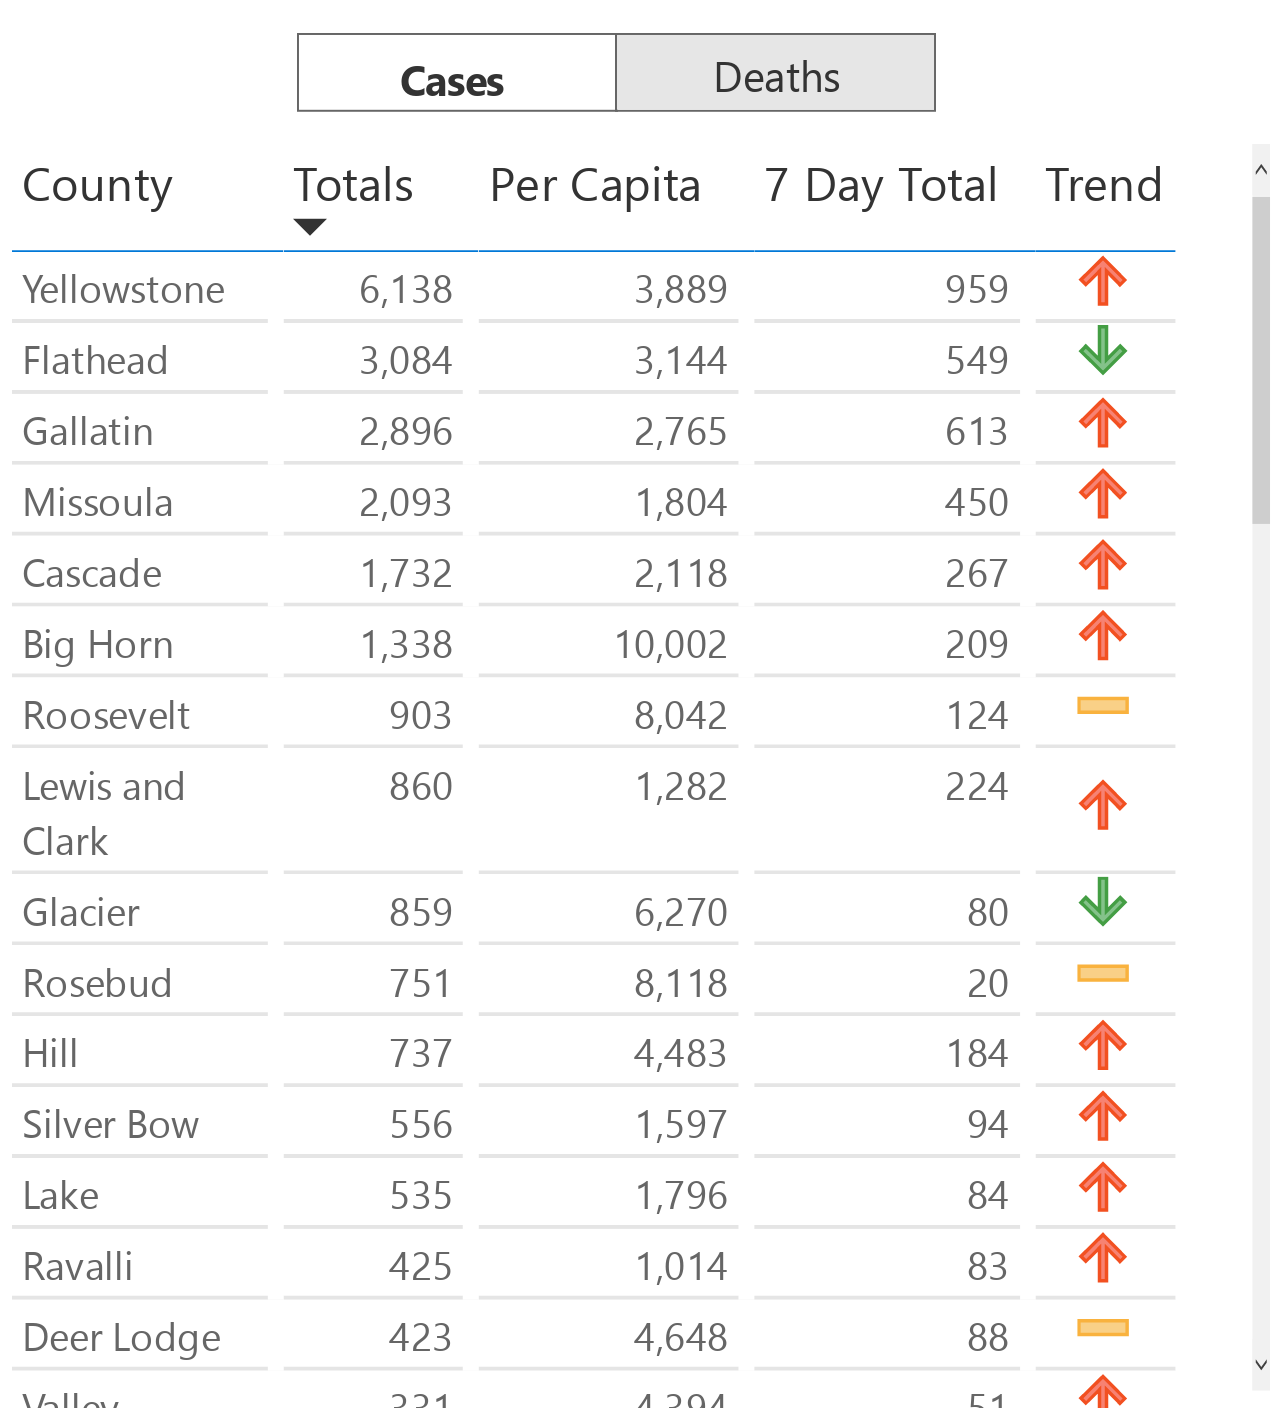 Cases Deaths
County Totals Per Capita 7 Day Total Trend
Yellowstone 6,138 3,889 959
Flathead 3,084 3,144 549
Gallatin 2,896 2,765 613
Missoula 2,093 1,804 450
Cascade 1,732 2,118 267
Big Horn 1,338 10,002 209
Roosevelt 903 8,042 124
Lewis and 860 1,282 224
Clark
Glacier 859 6,270 80
Rosebud 751 8,118 20
Hill 737 4,483 184
Silver Bow 556 1,597 94
Lake 535 1,796 84
Ravalli 425 1,014 83
Deer Lodge 423 4,648 88
Valley 331 4,394 51